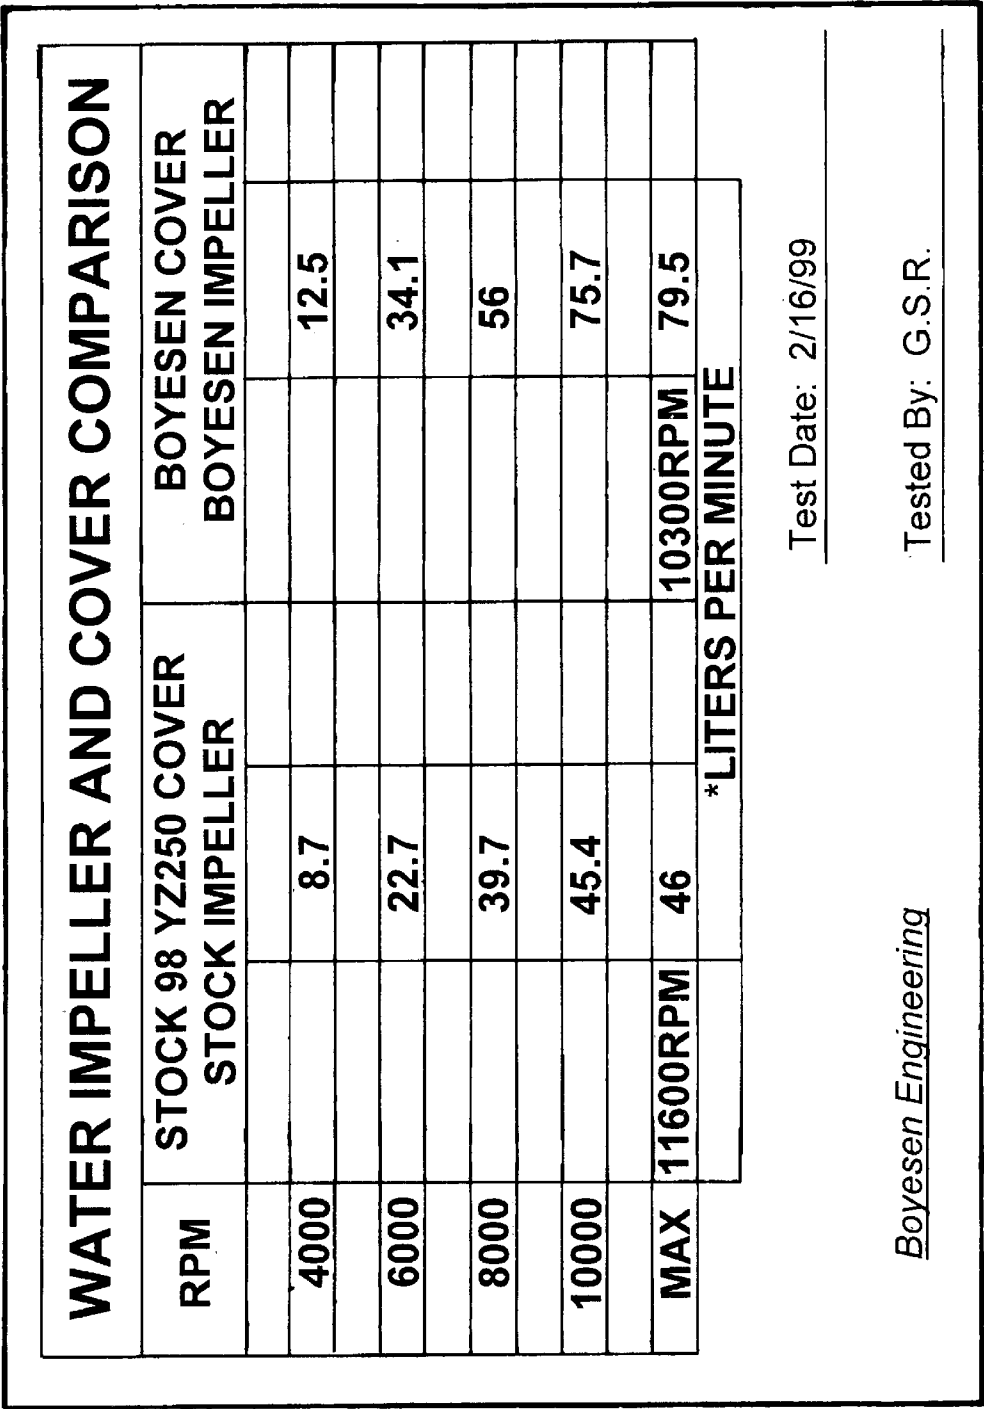 WATER IMPELLER AND COVER COMPARISON
RPM STOCK 98 YZ250 COVER BOYESEN COVER
STOCK IMPELLER BOYESEN IMPELLER
4000 8.7 12.5
6000 22.7 34.1
8000 39.7 56
10000 45.4 75.7
MAX 11600RPM 46 10300RPM 79.5
*LITERS PER MINUTE
Test Date: 2/16/99
Boyesen Engineering Tested By: G.S.R.